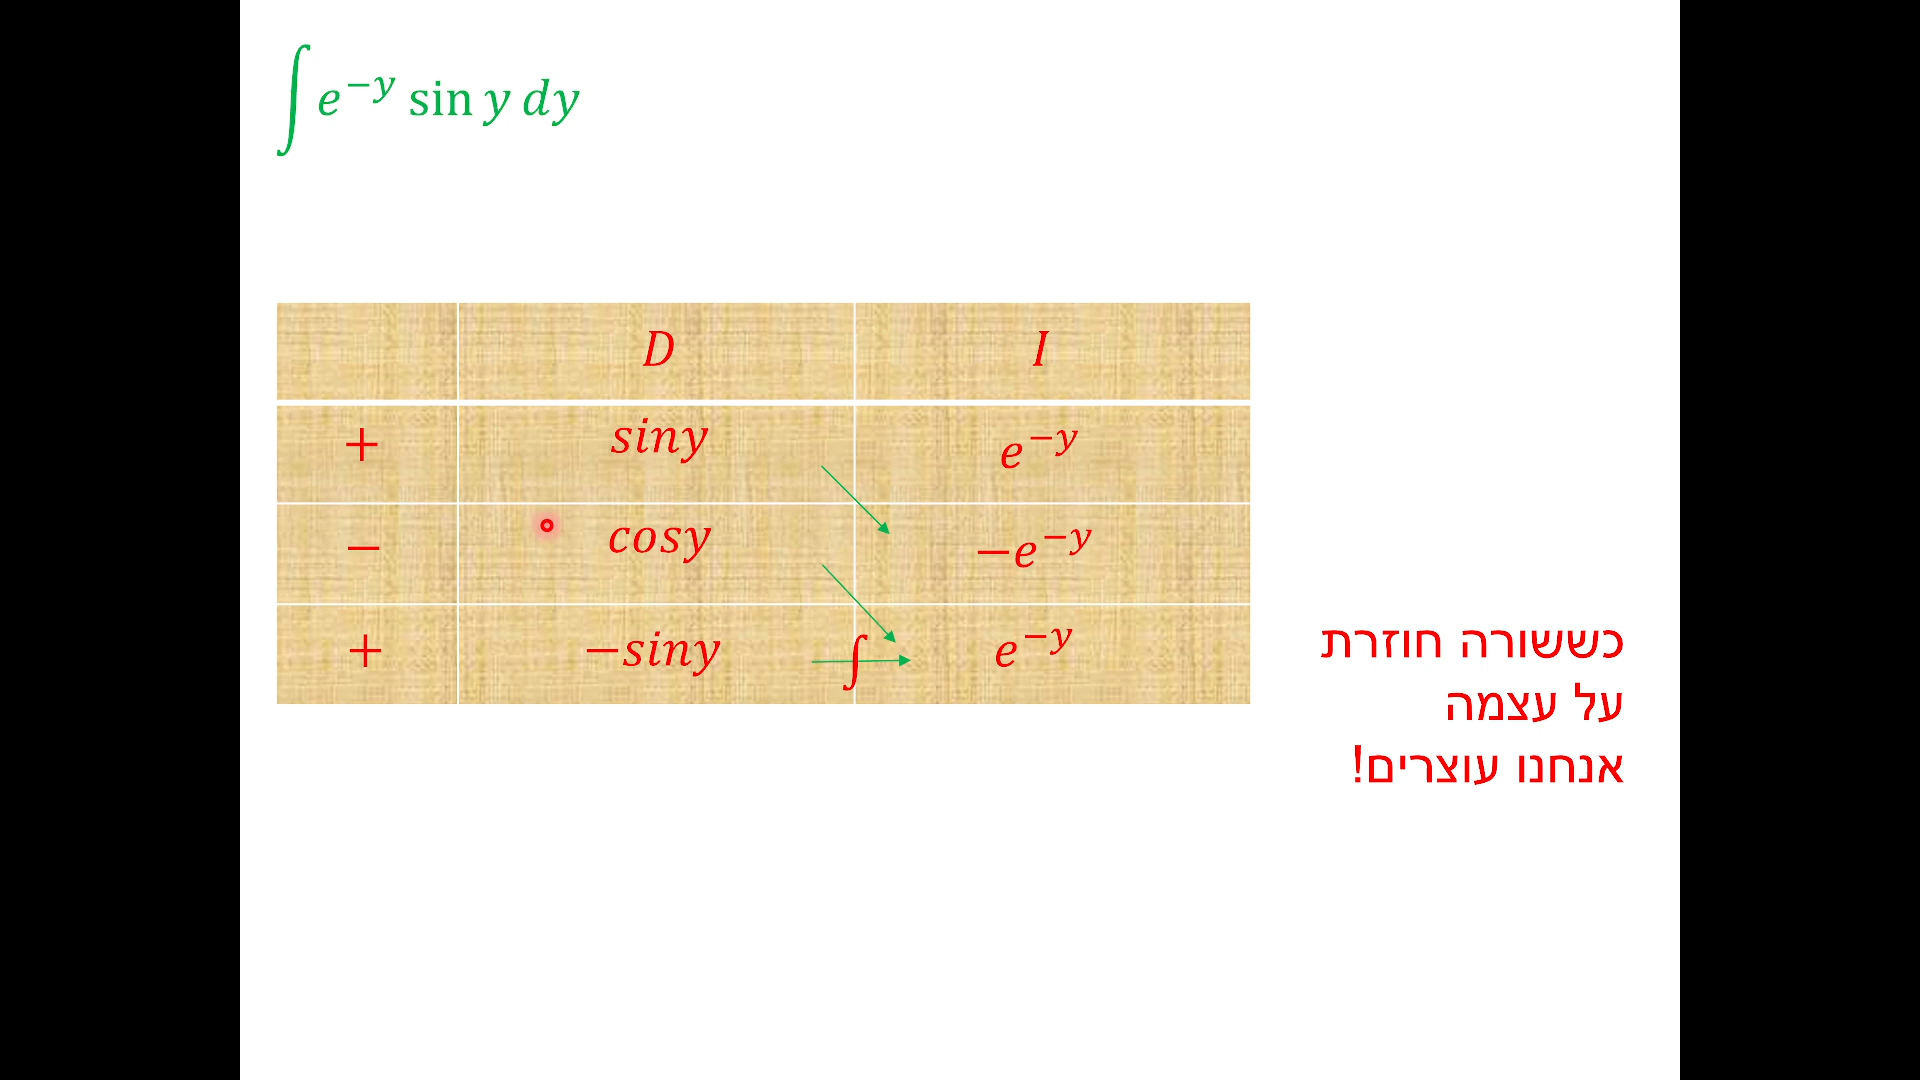 ∫ e^{−y} sin y dy
D I
+ siny e^{−y}
− cosy −e^{−y}
+ −siny ∫ e^{−y}
כששורה חוזרת
על עצמה
אנחנו עוצרים!